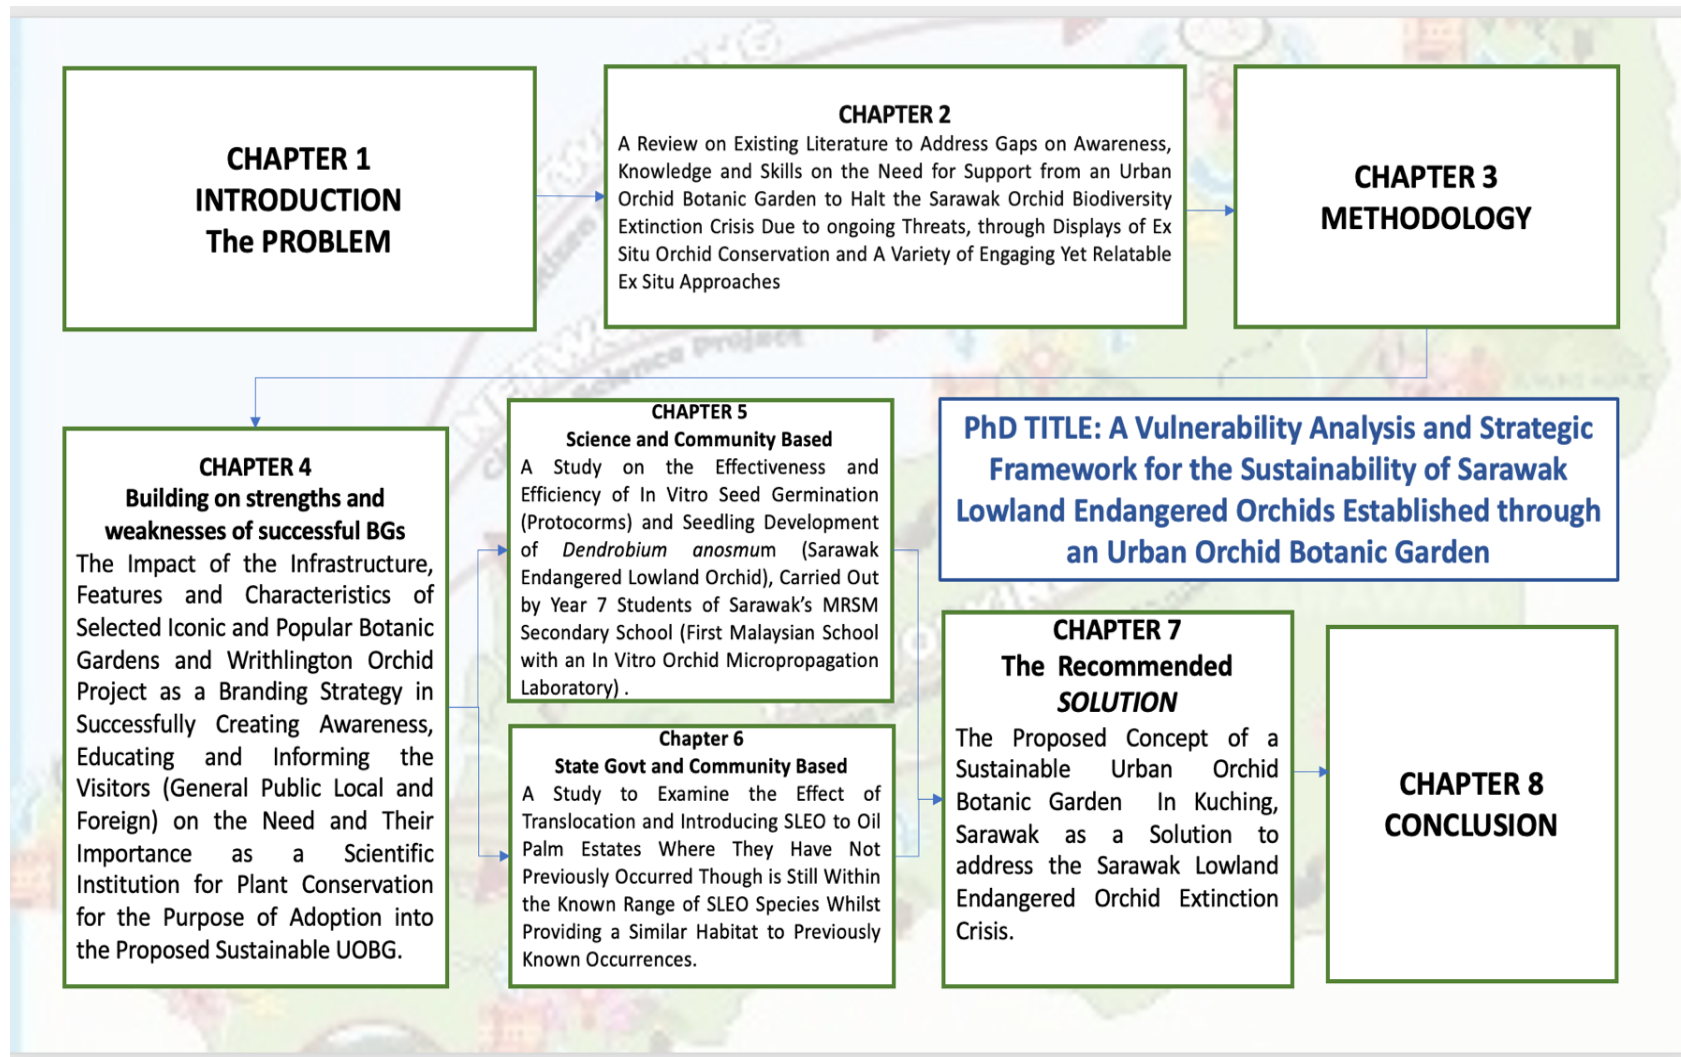 CHAPTER 1
INTRODUCTION
The PROBLEM
CHAPTER 2
A Review on Existing Literature to Address Gaps on Awareness,
Knowledge and Skills on the Need for Support from an Urban
Orchid Botanic Garden to Halt the Sarawak Orchid Biodiversity
Extinction Crisis Due to ongoing Threats, through Displays of Ex
Situ Orchid Conservation and A Variety of Engaging Yet Relatable
Ex Situ Approaches
CHAPTER 3
METHODOLOGY
CHAPTER 4
Building on strengths and
weaknesses of successful BGs
The Impact of the Infrastructure,
Features and Characteristics of
Selected Iconic and Popular Botanic
Gardens and Writhlington Orchid
Project as a Branding Strategy in
Successfully Creating Awareness,
Educating and Informing the
Visitors (General Public Local and
Foreign) on the Need and Their
Importance as a Scientific
Institution for Plant Conservation
for the Purpose of Adoption into
the Proposed Sustainable UOBG.
CHAPTER 5
Science and Community Based
A Study on the Effectiveness and
Efficiency of In Vitro Seed Germination
(Protocorms) and Seedling Development
of Dendrobium anosmum (Sarawak
Endangered Lowland Orchid), Carried Out
by Year 7 Students of Sarawak's MRSM
Secondary School (First Malaysian School
with an In Vitro Orchid Micropropagation
Laboratory) .
Chapter 6
State Govt and Community Based
A Study to Examine the Effect of
Translocation and Introducing SLEO to Oil
Palm Estates Where They Have Not
Previously Occurred Though is Still Within
the Known Range of SLEO Species Whilst
Providing a Similar Habitat to Previously
Known Occurrences.
PhD TITLE: A Vulnerability Analysis and Strategic
Framework for the Sustainability of Sarawak
Lowland Endangered Orchids Established through
an Urban Orchid Botanic Garden
CHAPTER 7
The Recommended
SOLUTION
The Proposed Concept of a
Sustainable Urban Orchid
Botanic Garden In Kuching,
Sarawak as a Solution to
address the Sarawak Lowland
Endangered Orchid Extinction
Crisis.
CHAPTER 8
CONCLUSION
Science Project